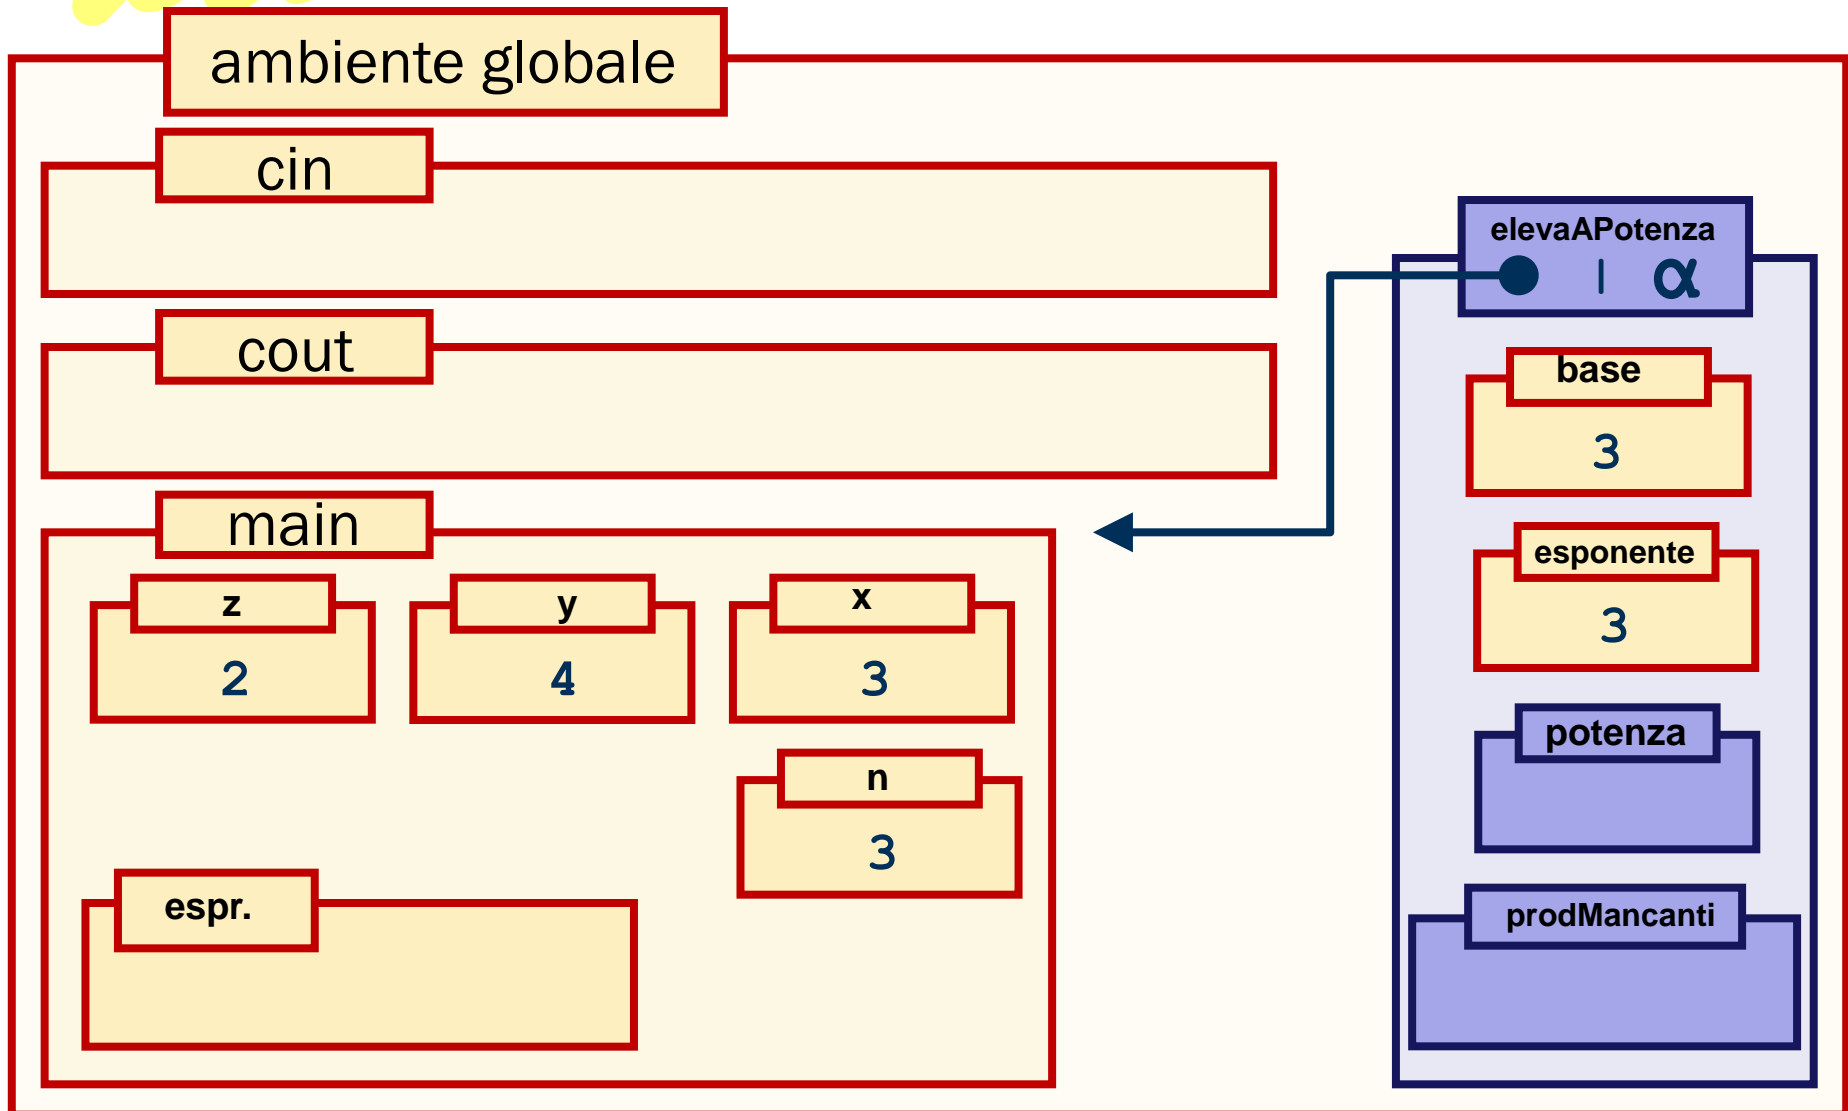 ambiente globale
cin
cout
main
z
2
y
4
x
3
n
3
espr.
elevaAPotenza
| α
base
3
esponente
3
potenza
prodMancanti